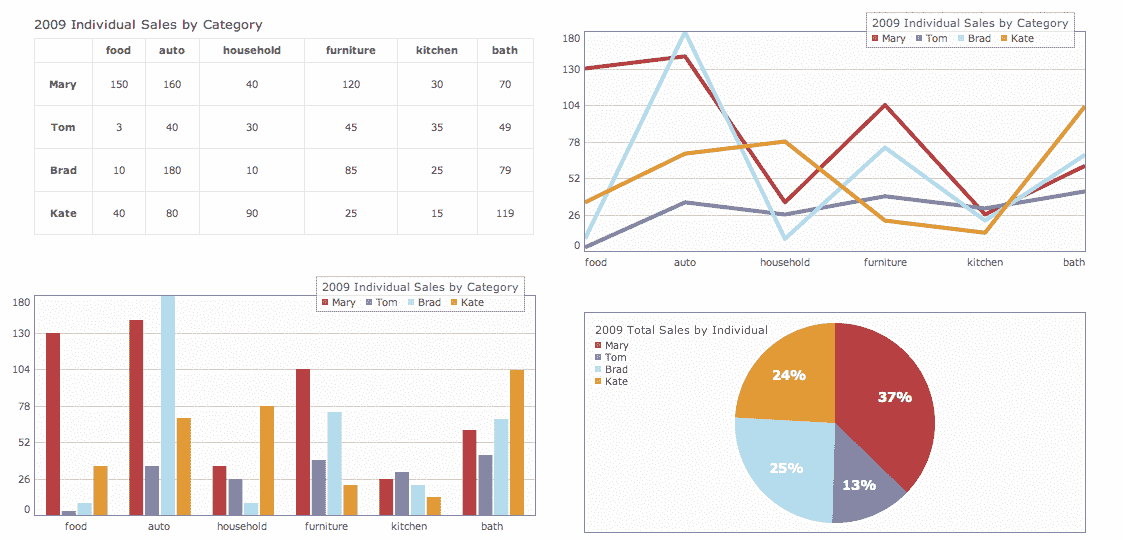 2009 Individual Sales by Category
food auto household furniture kitchen bath
Mary 150 160 40 120 30 70
Tom 3 40 30 45 35 49
Brad 10 180 10 85 25 79
Kate 40 80 90 25 15 119
2009 Individual Sales by Category
Mary Tom Brad Kate
180
130
104
78
52
26
0
food auto household furniture kitchen bath
2009 Individual Sales by Category
Mary Tom Brad Kate
180
130
104
78
52
26
0
food auto household furniture kitchen bath
2009 Total Sales by Individual
Mary
Tom
Brad
Kate
24%
37%
25%
13%